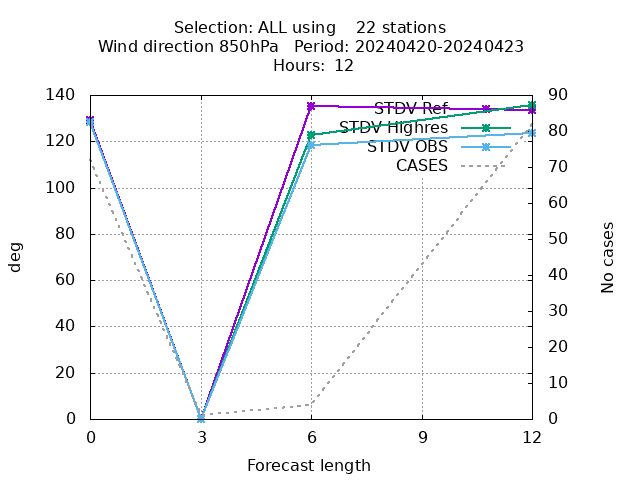 Selection: ALL using    22 stations
Wind direction 850hPa   Period: 20240420-20240423
Hours: 12
STDV Ref
STDV Highres
STDV OBS
CASES
deg
No cases
140
120
100
80
60
40
20
0
90
80
70
60
50
40
30
20
10
0
0 3 6 9 12
Forecast length